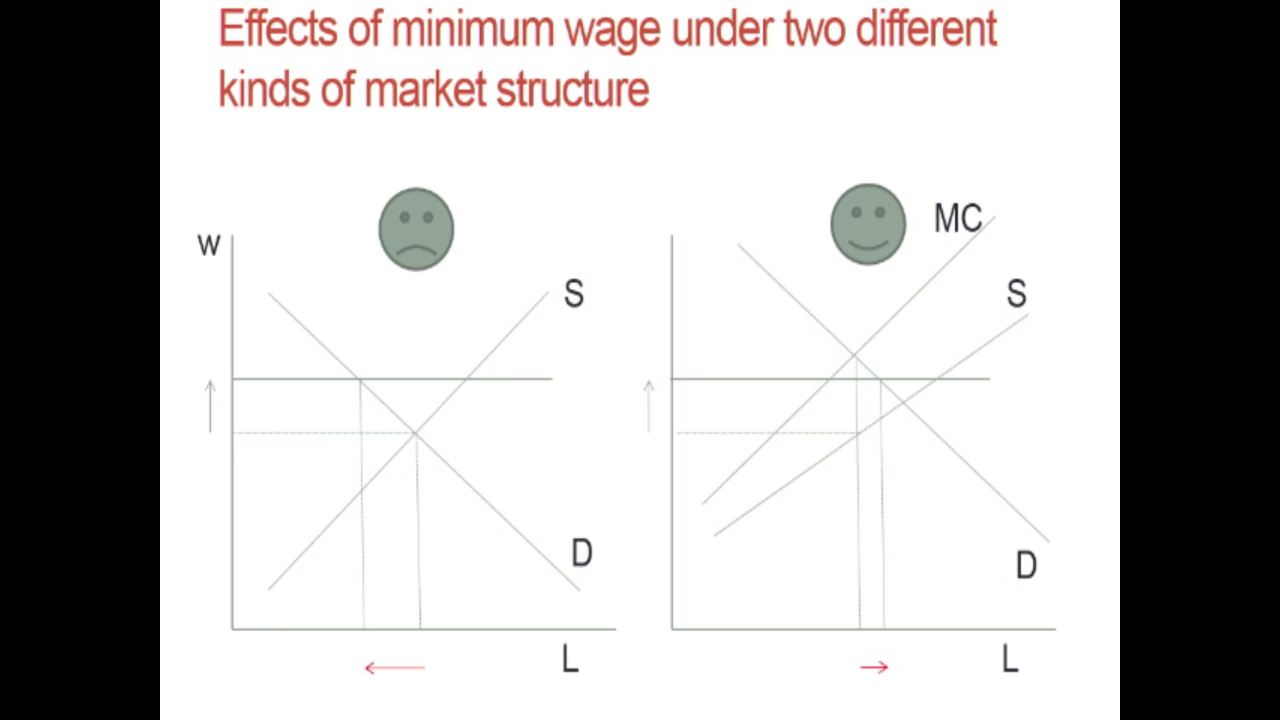 Effects of minimum wage under two different
kinds of market structure
w
S
D
L
MC
S
D
L